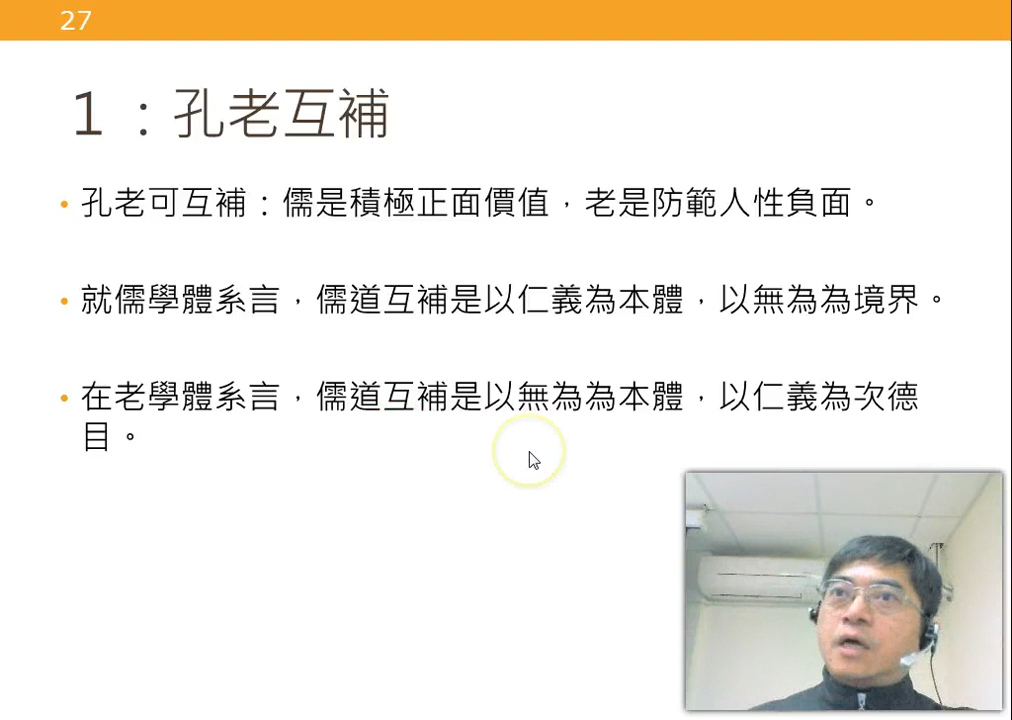 27
1：孔老互補
• 孔老可互補：儒是積極正面價值，老是防範人性負面。
• 就儒學體系言，儒道互補是以仁義為本體，以無為為境界。
• 在老學體系言，儒道互補是以無為為本體，以仁義為次德
目。